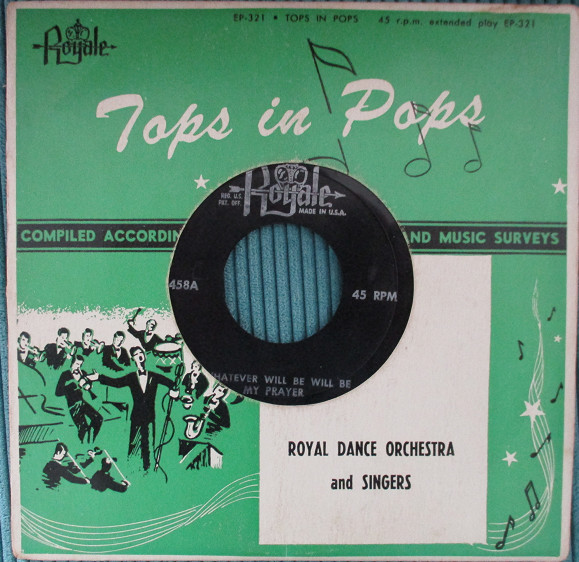 EP-321 • TOPS IN POPS 45 r.p.m. extended play EP-321
Royale
Tops in Pops
Royale
REG. U.S.
PAT. OFF.
MADE IN U.S.A.
COMPILED AND MUSIC SURVEYS
458A
45 RPM
WILL BE WILL BE
MY PRAYER
ROYAL DANCE ORCHESTRA
and SINGERS